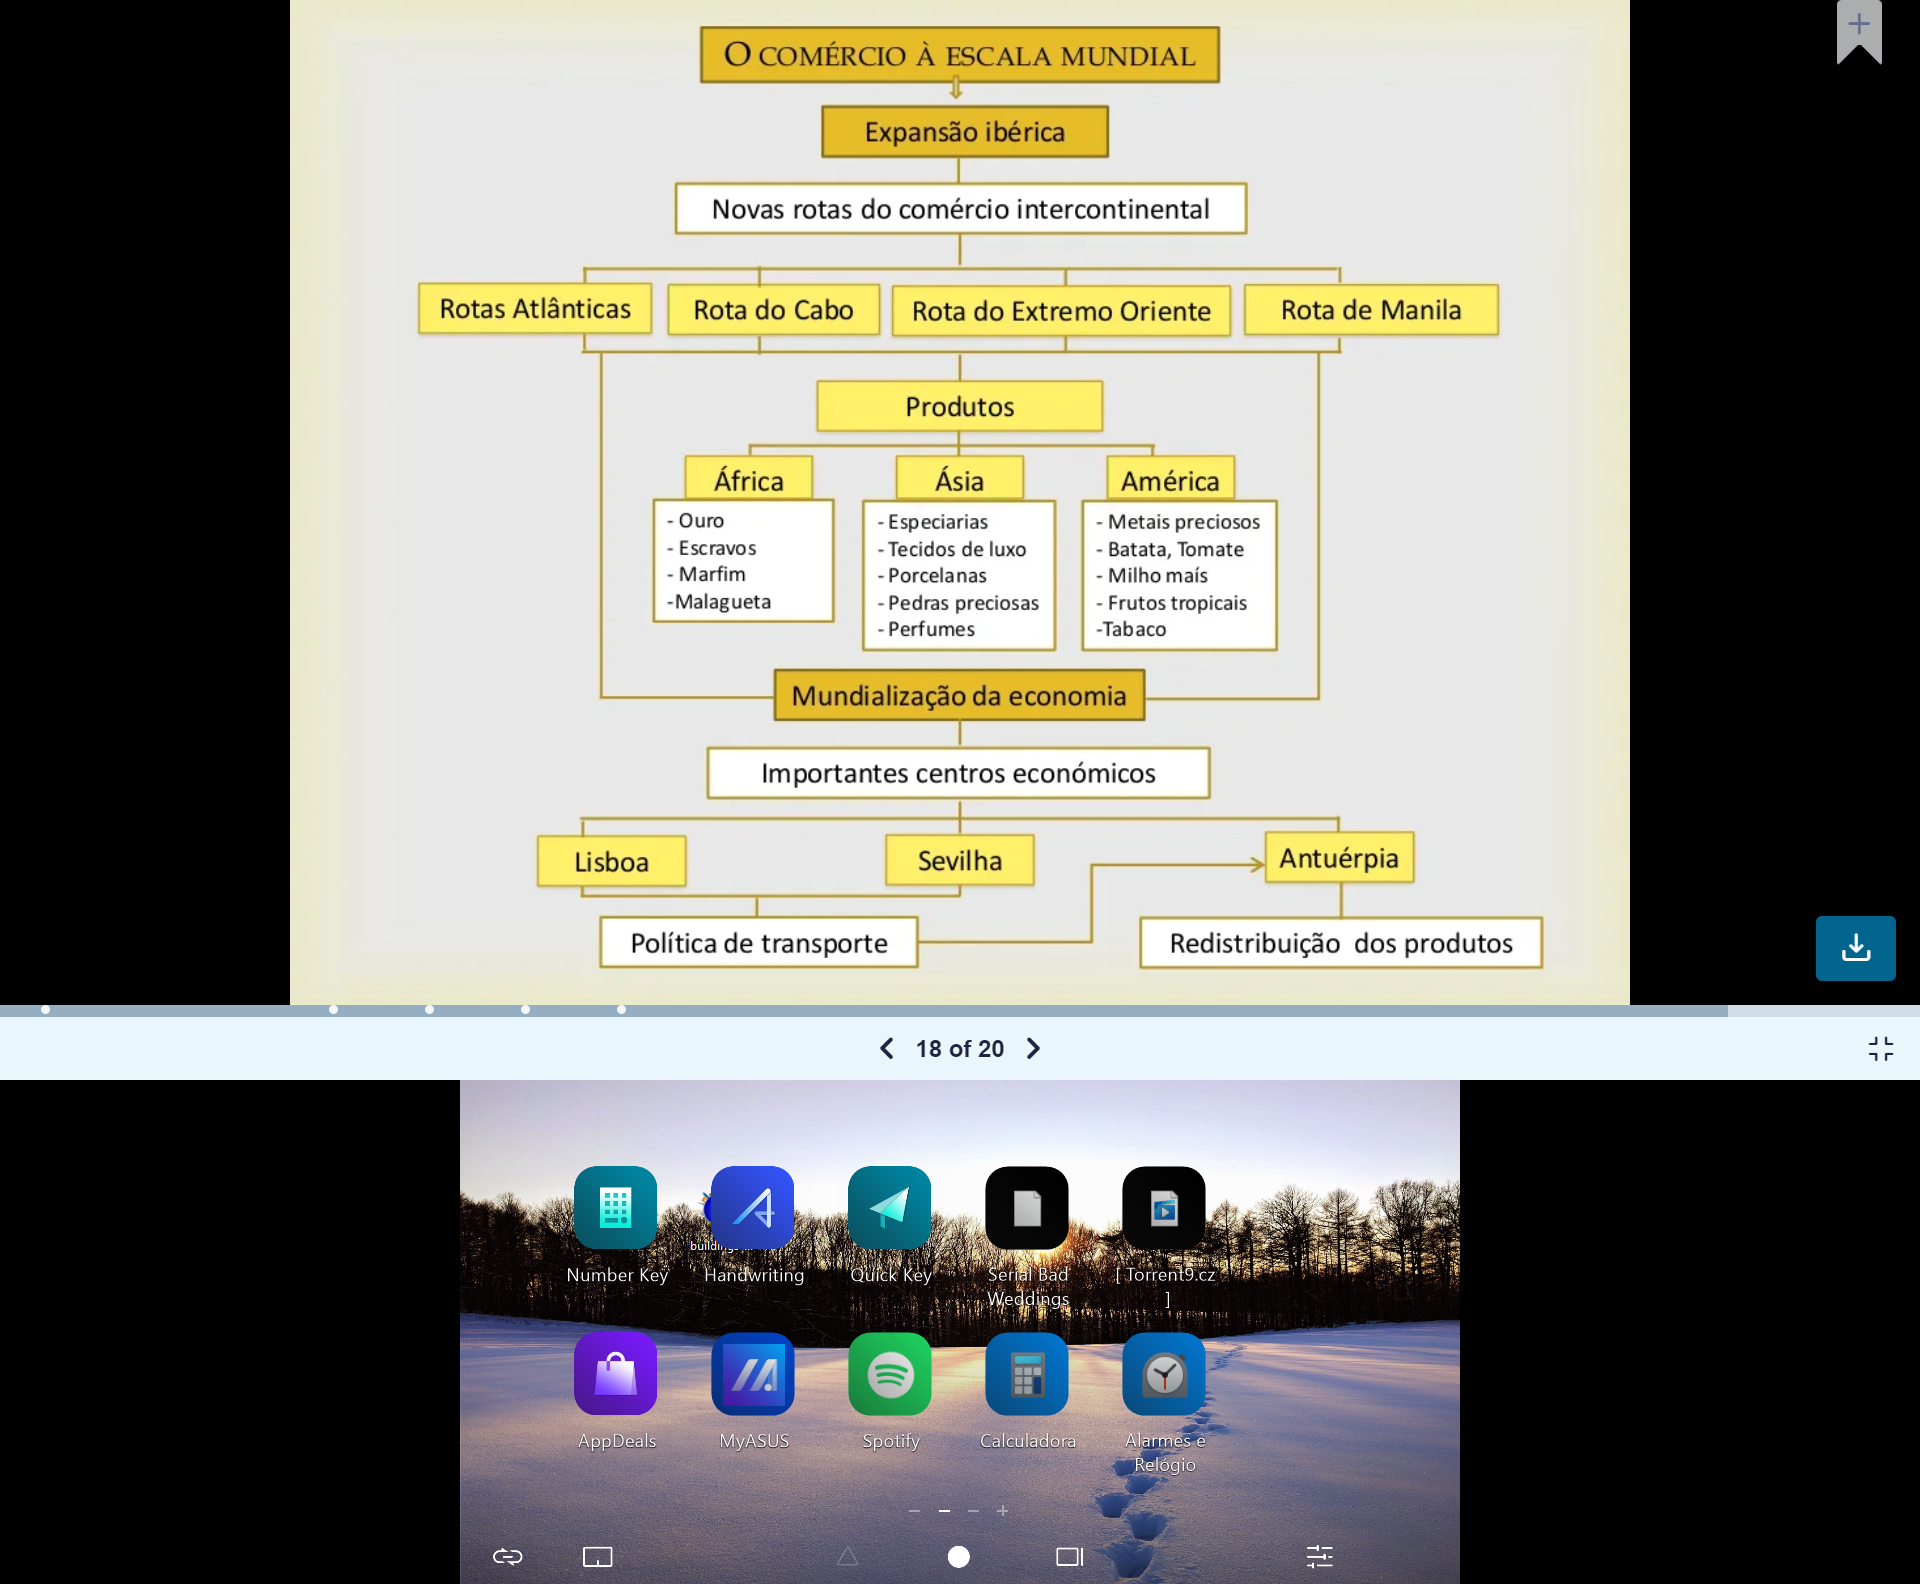 O COMÉRCIO À ESCALA MUNDIAL
Expansão ibérica
Novas rotas do comércio intercontinental
Rotas Atlânticas
Rota do Cabo
Rota do Extremo Oriente
Rota de Manila
Produtos
África
- Ouro
- Escravos
- Marfim
-Malagueta
Ásia
- Especiarias
- Tecidos de luxo
- Porcelanas
- Pedras preciosas
- Perfumes
América
- Metais preciosos
- Batata, Tomate
- Milho maís
- Frutos tropicais
-Tabaco
Mundialização da economia
Importantes centros económicos
Lisboa
Sevilha
Antuérpia
Política de transporte
Redistribuição dos produtos
18 of 20
Number Key
Handwriting
Quick Key
Serial Bad
Weddings
[ Torrent9.cz
]
AppDeals
MyASUS
Spotify
Calculadora
Alarmes e
Relógio